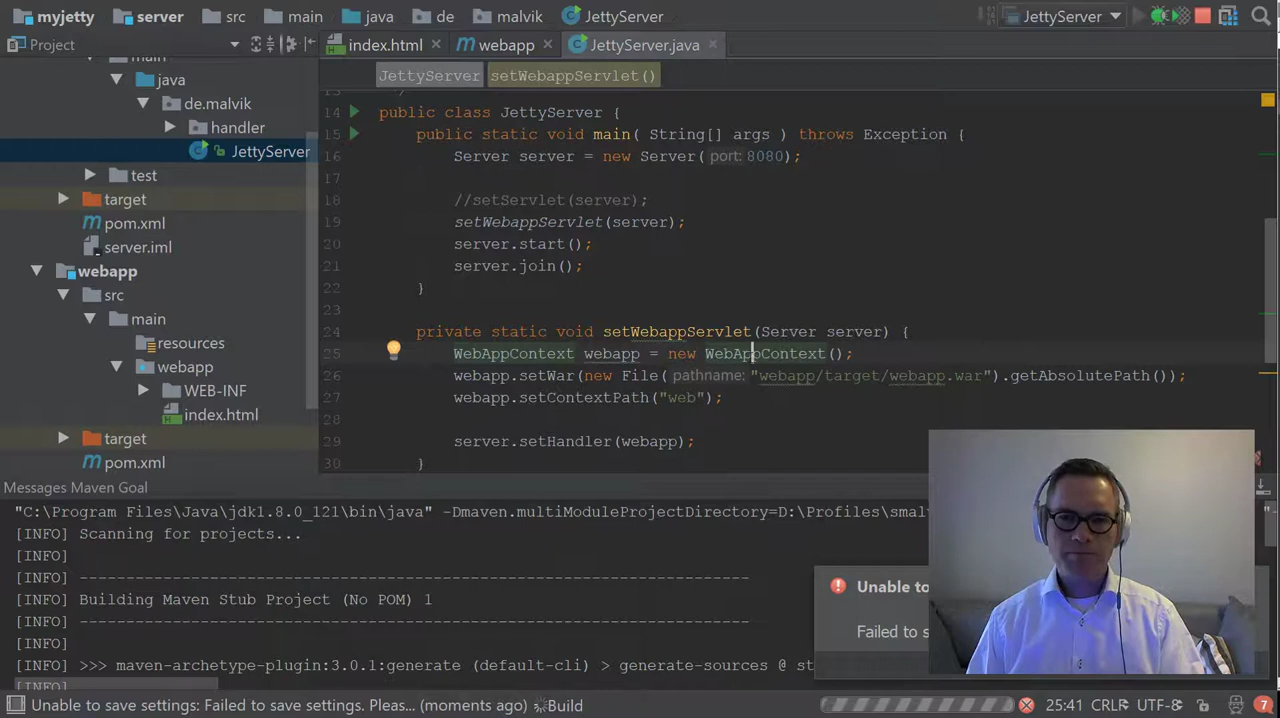 myjetty server src main java de malvik JettyServer JettyServer
Project index.html webapp JettyServer.java
JettyServer setWebappServlet()
main
java
de.malvik
handler
JettyServer
test
target
pom.xml
server.iml
webapp
src
main
resources
webapp
WEB-INF
index.html
target
pom.xml
14 public class JettyServer {
15 public static void main( String[] args ) throws Exception {
16 Server server = new Server( port: 8080);
17
18 //setServlet(server);
19 setWebappServlet(server);
20 server.start();
21 server.join();
22 }
23
24 private static void setWebappServlet(Server server) {
25 WebAppContext webapp = new WebAppContext();
26 webapp.setWar(new File( pathname: "webapp/target/webapp.war").getAbsolutePath());
27 webapp.setContextPath("web");
28
29 server.setHandler(webapp);
30 }
Messages Maven Goal
"C:\Program Files\Java\jdk1.8.0_121\bin\java" -Dmaven.multiModuleProjectDirectory=D:\Profiles\smal
[INFO] Scanning for projects...
[INFO]
[INFO] ------------------------------------------------------------------------
[INFO] Building Maven Stub Project (No POM) 1
[INFO] ------------------------------------------------------------------------
[INFO]
[INFO] >>> maven-archetype-plugin:3.0.1:generate (default-cli) > generate-sources @ st
[INFO]
Unable to
Failed to s
Unable to save settings: Failed to save settings. Pleas... (moments ago) Build 25:41 CRLF UTF-8 7